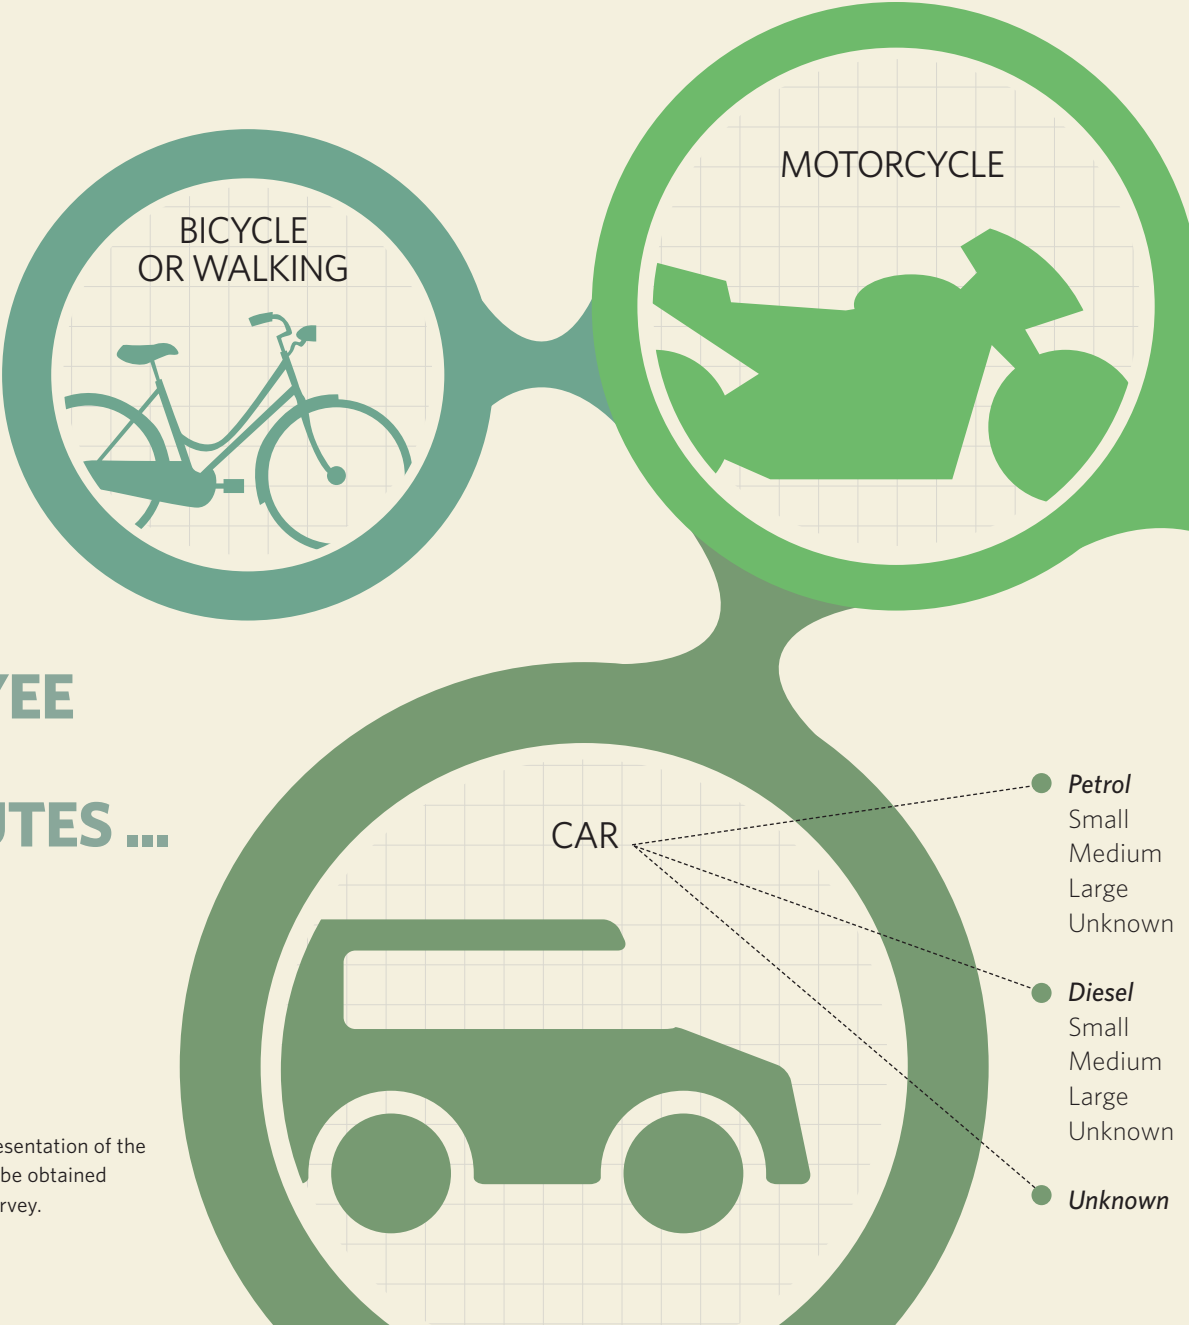 MOTORCYCLE
BICYCLE
OR WALKING
YEE
UTES ...
CAR
Petrol
Small
Medium
Large
Unknown
Diesel
Small
Medium
Large
Unknown
Unknown
esentation of the
be obtained
rvey.